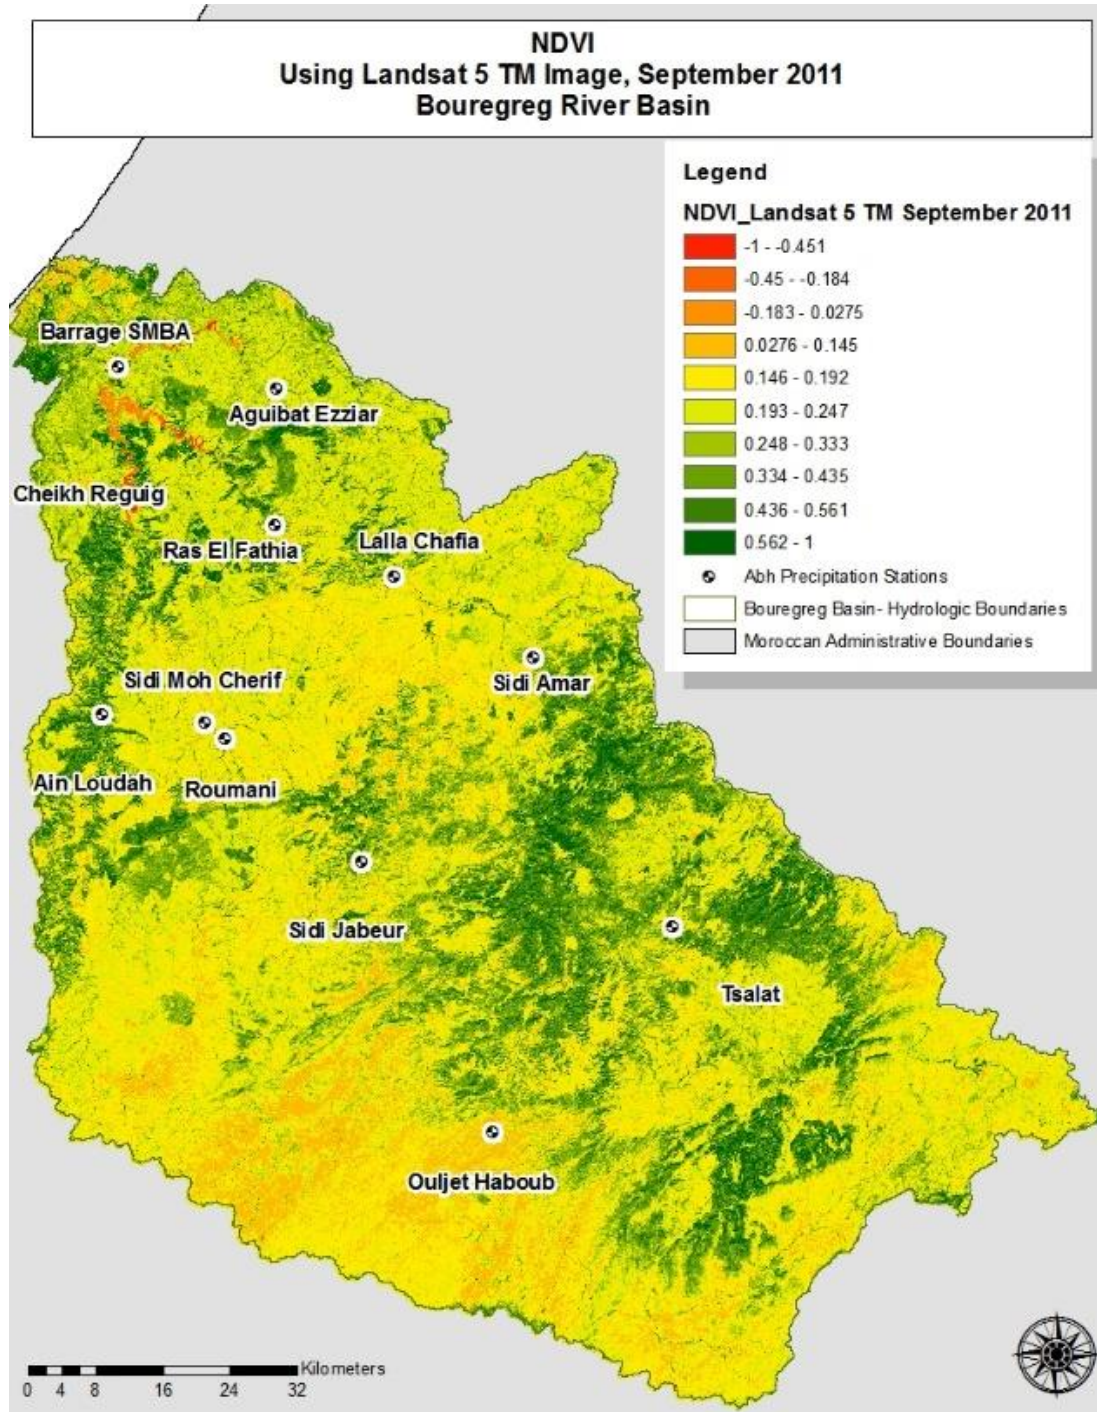 NDVI
Using Landsat 5 TM Image, September 2011
Bouregreg River Basin
Legend
NDVI_Landsat 5 TM September 2011
-1 - -0.451
-0.45 - -0.184
-0.183 - 0.0275
0.0276 - 0.145
0.146 - 0.192
0.193 - 0.247
0.248 - 0.333
0.334 - 0.435
0.436 - 0.561
0.562 - 1
Abh Precipitation Stations
Bouregreg Basin- Hydrologic Boundaries
Moroccan Administrative Boundaries
Barrage SMBA
Aguibat Ezziar
Cheikh Reguig
Ras El Fathia
Lalla Chafia
Sidi Moh Cherif
Sidi Amar
Ain Loudah
Roumani
Sidi Jabeur
Tsalat
Ouljet Haboub
Kilometers
0 4 8 16 24 32